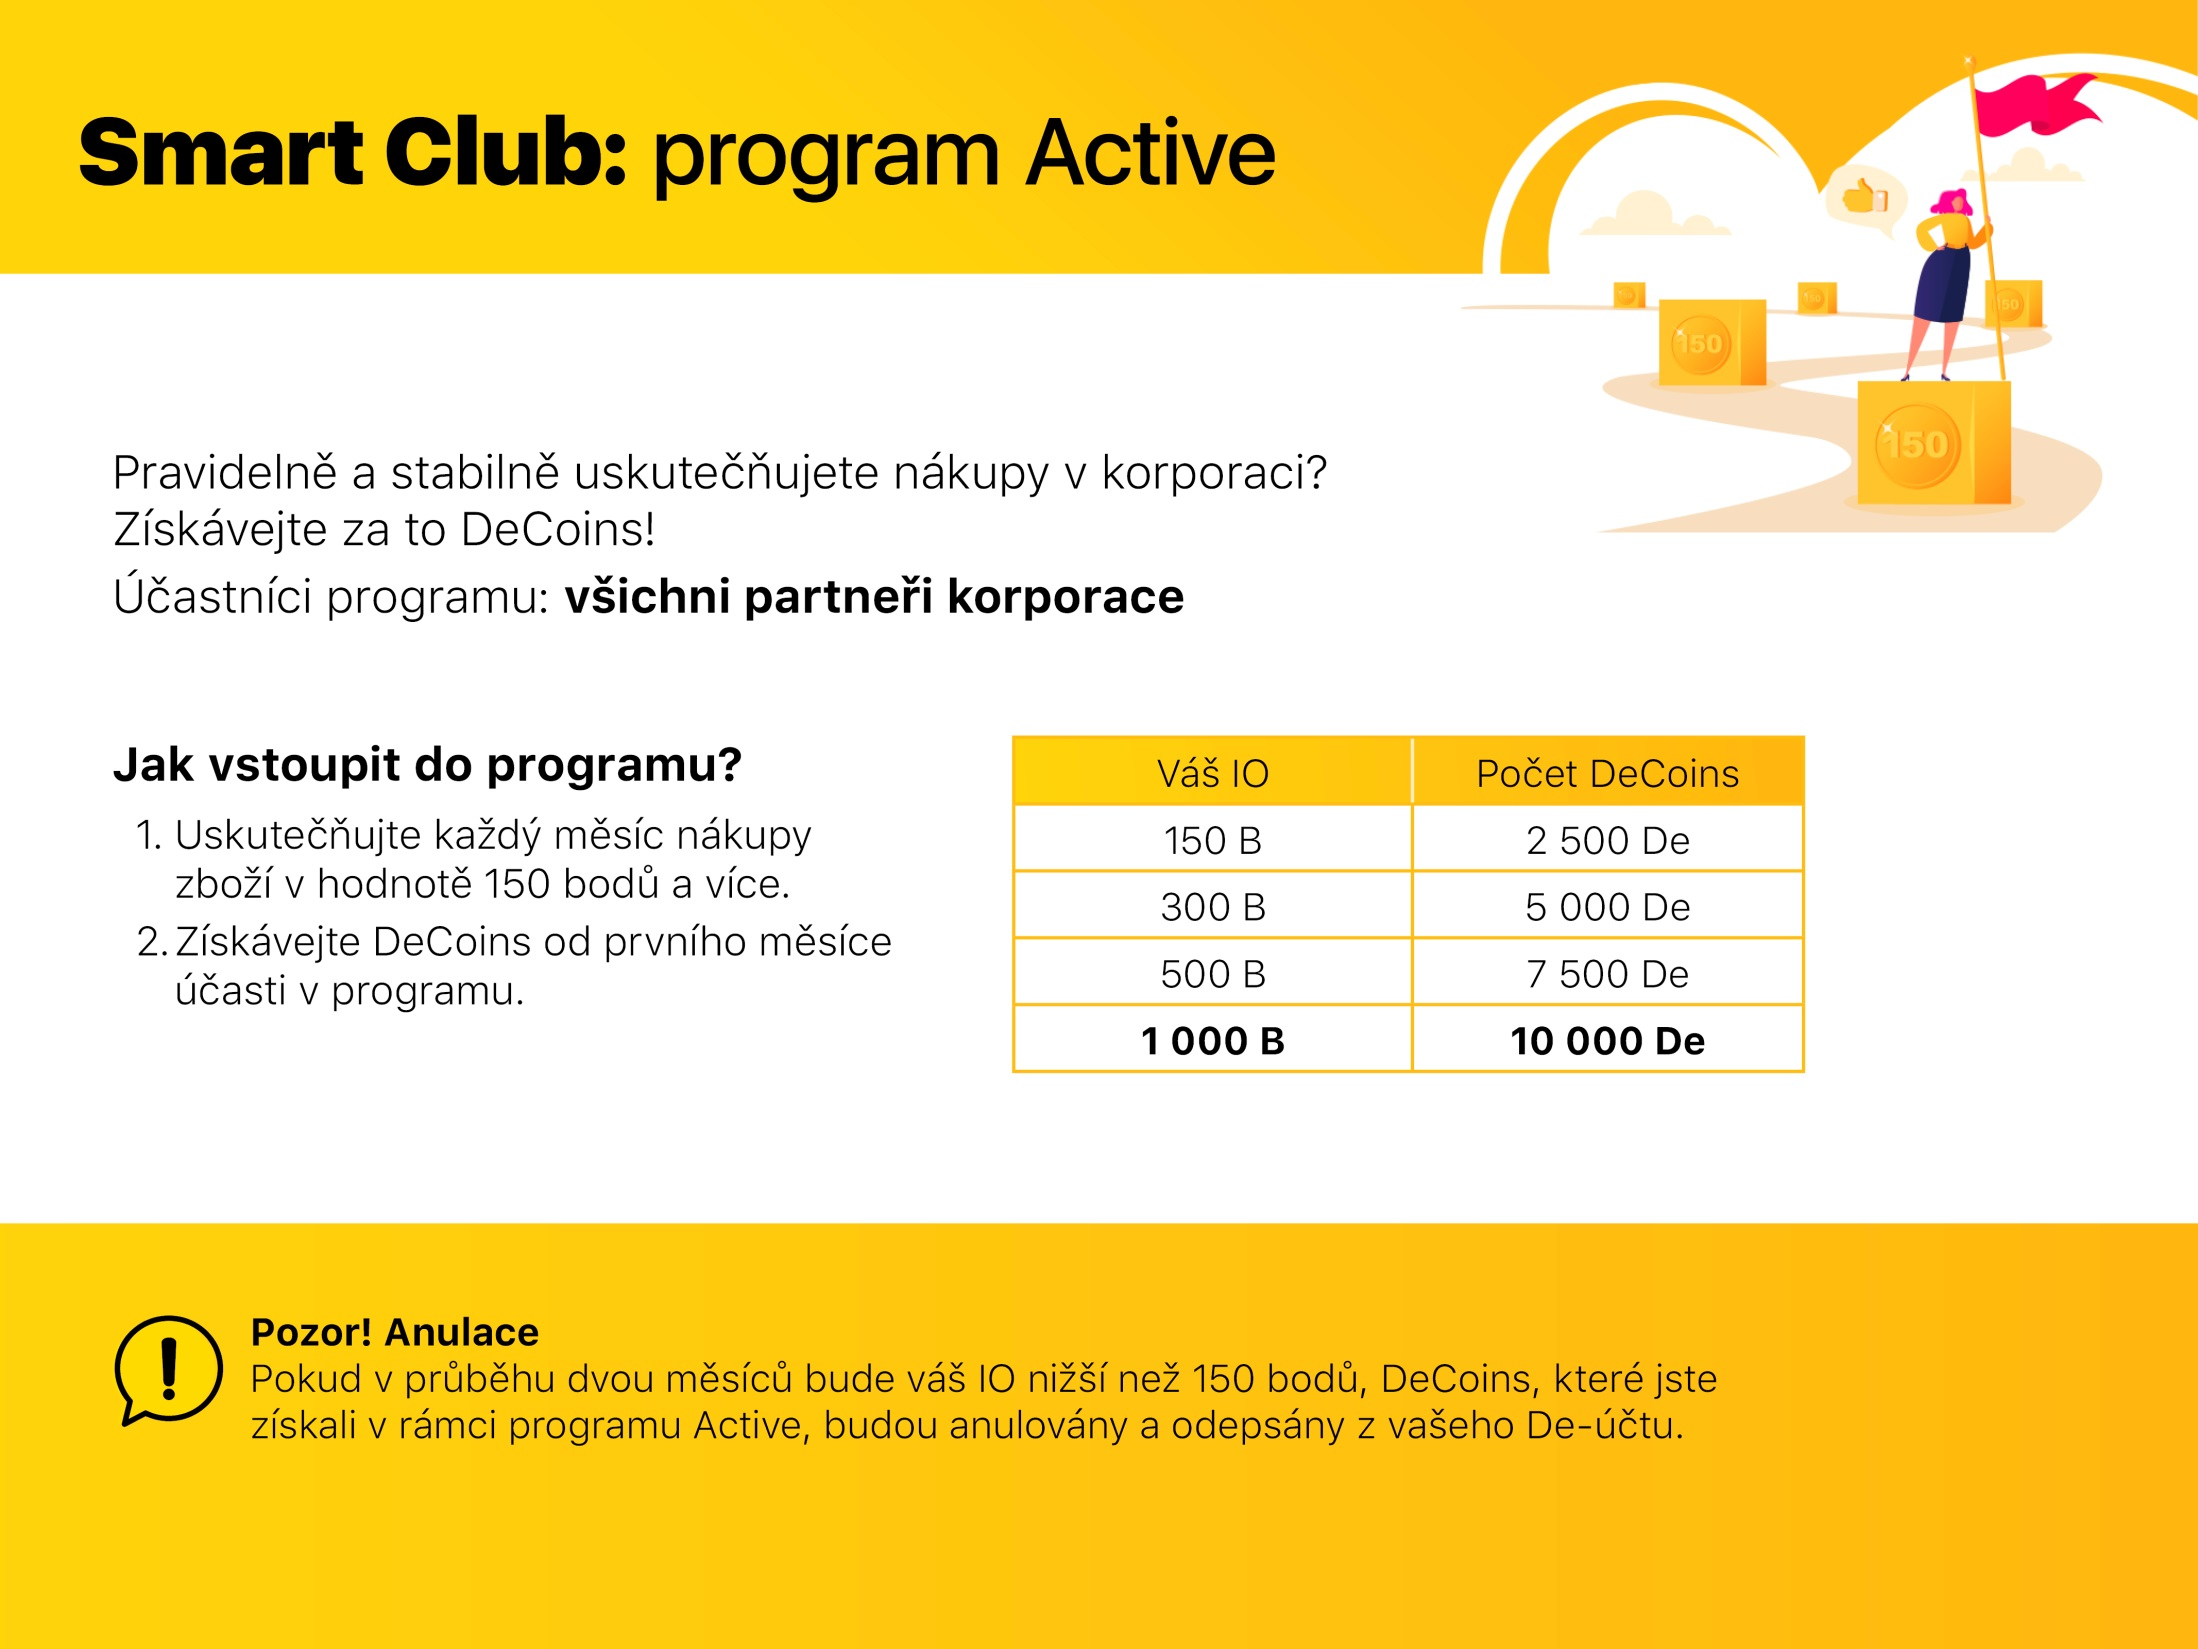 Smart Club: program Active
150
150
150
150
Pravidelně a stabilně uskutečňujete nákupy v korporaci?
Získávejte za to DeCoins!
Účastníci programu: všichni partneři korporace
Jak vstoupit do programu?
1. Uskutečňujte každý měsíc nákupy
zboží v hodnotě 150 bodů a více.
2. Získávejte DeCoins od prvního měsíce
účasti v programu.
Váš IO Počet DeCoins
150 B 2 500 De
300 B 5 000 De
500 B 7 500 De
1 000 B 10 000 De
Pozor! Anulace
Pokud v průběhu dvou měsíců bude váš IO nižší než 150 bodů, DeCoins, které jste
získali v rámci programu Active, budou anulovány a odepsány z vašeho De-účtu.